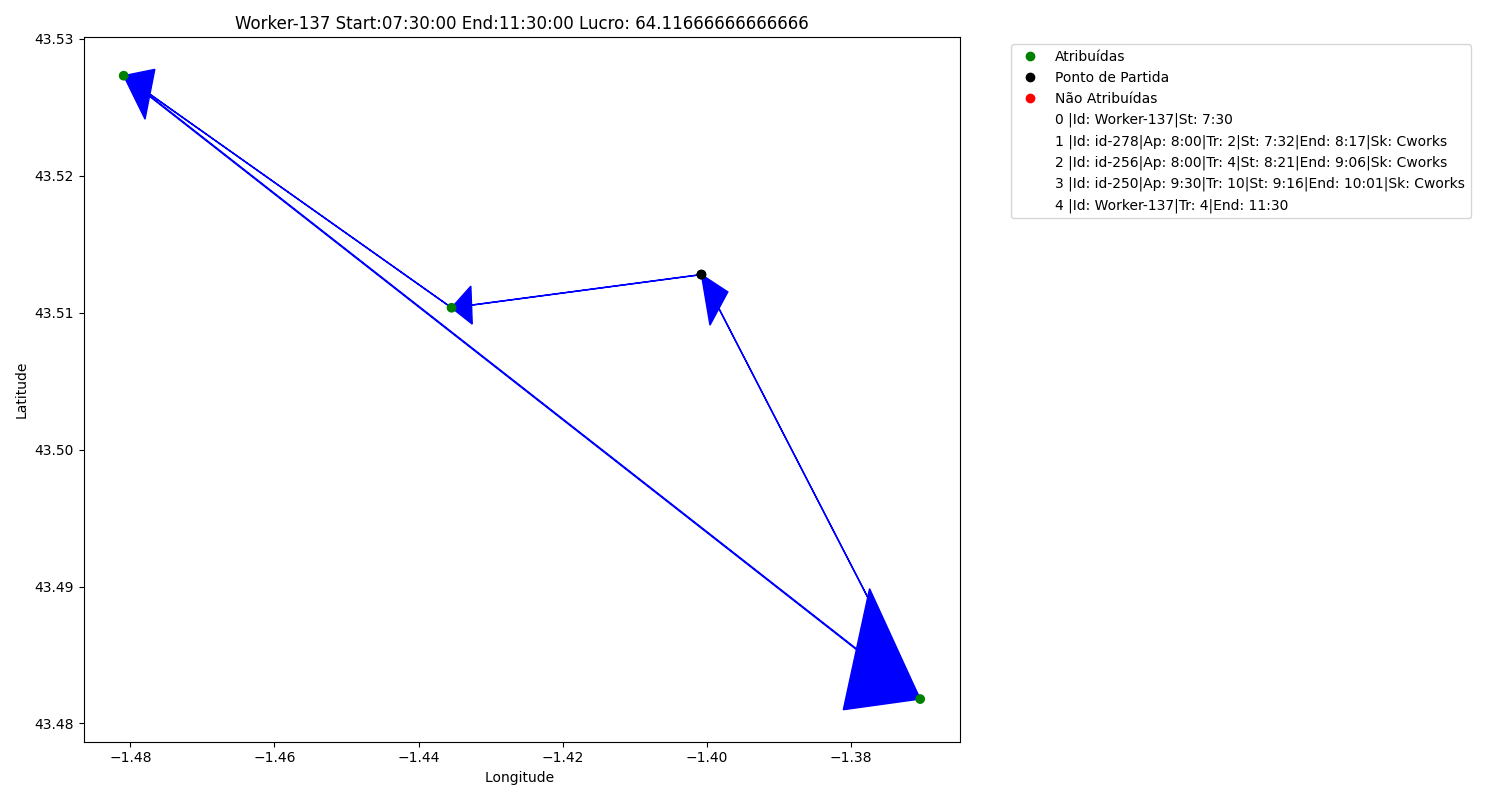 Worker-137 Start:07:30:00 End:11:30:00 Lucro: 64.11666666666666
43.53
43.52
43.51
43.50
43.49
43.48
Latitude
−1.48
−1.46
−1.44
−1.42
−1.40
−1.38
Longitude
Atribuídas
Ponto de Partida
Não Atribuídas
0 |Id: Worker-137|St: 7:30
1 |Id: id-278|Ap: 8:00|Tr: 2|St: 7:32|End: 8:17|Sk: Cworks
2 |Id: id-256|Ap: 8:00|Tr: 4|St: 8:21|End: 9:06|Sk: Cworks
3 |Id: id-250|Ap: 9:30|Tr: 10|St: 9:16|End: 10:01|Sk: Cworks
4 |Id: Worker-137|Tr: 4|End: 11:30